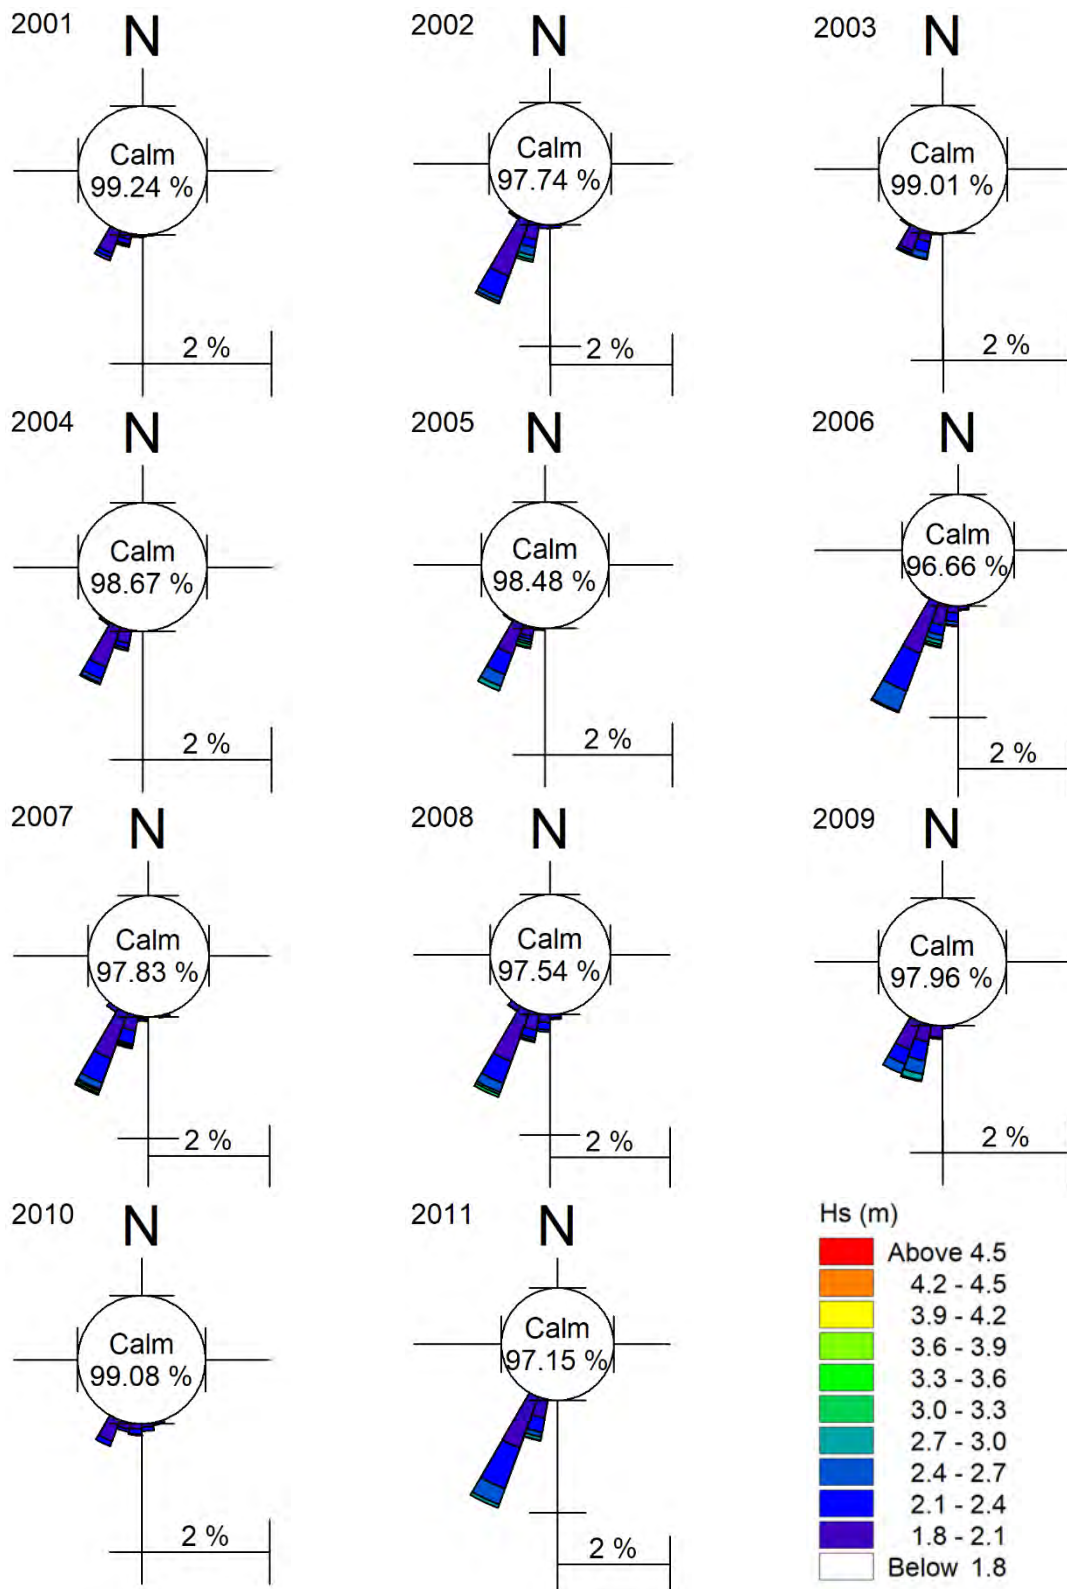 2001 N
Calm
99.24 %
2 %
2002 N
Calm
97.74 %
2 %
2003 N
Calm
99.01 %
2 %
2004 N
Calm
98.67 %
2 %
2005 N
Calm
98.48 %
2 %
2006 N
Calm
96.66 %
2 %
2007 N
Calm
97.83 %
2 %
2008 N
Calm
97.54 %
2 %
2009 N
Calm
97.96 %
2 %
2010 N
Calm
99.08 %
2 %
2011 N
Calm
97.15 %
2 %
Hs (m)
Above 4.5
4.2 - 4.5
3.9 - 4.2
3.6 - 3.9
3.3 - 3.6
3.0 - 3.3
2.7 - 3.0
2.4 - 2.7
2.1 - 2.4
1.8 - 2.1
Below 1.8